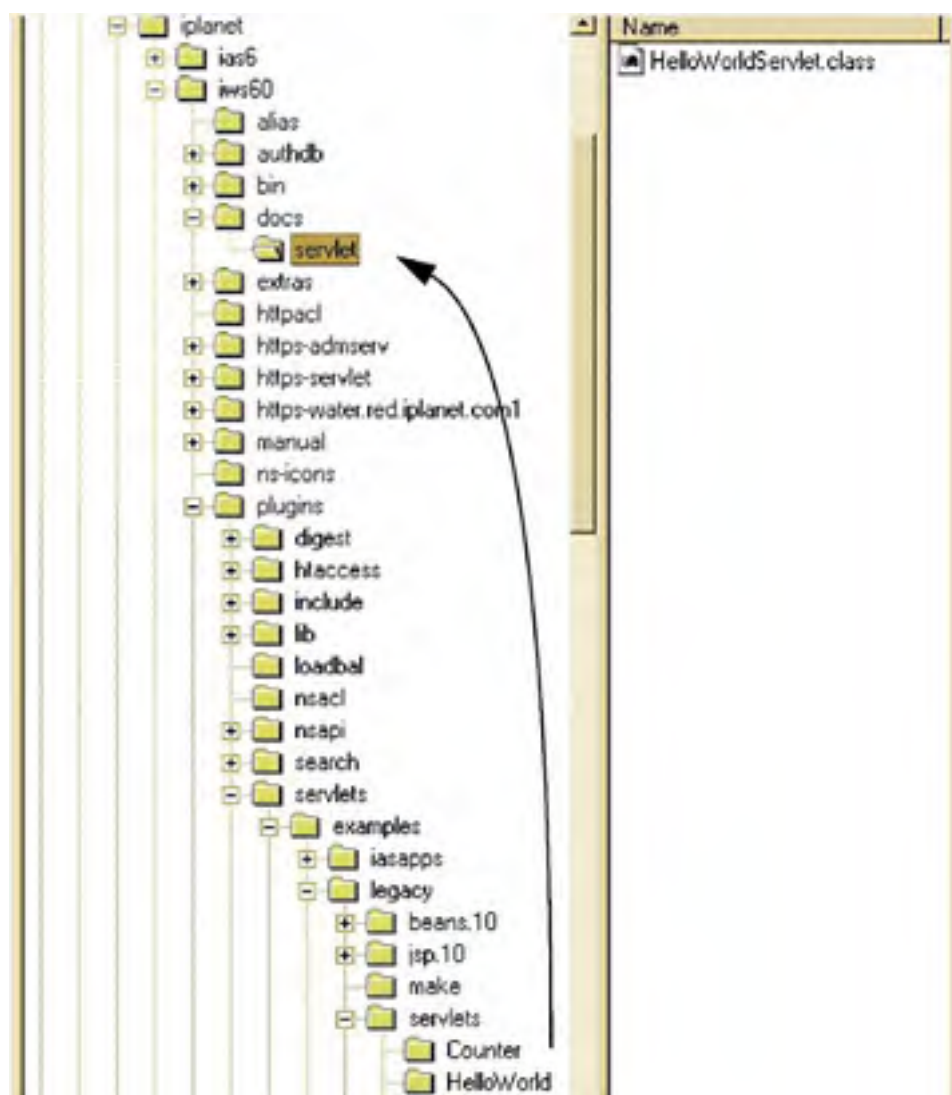 iplanet
ias6
iws60
alias
authdb
bin
docs
servlet
extras
httpacl
https-admserv
https-servlet
https-water.red.iplanet.com1
manual
ns-icons
plugins
digest
htaccess
include
lib
loadbal
nsacl
nsapi
search
servlets
examples
iasapps
legacy
beans.10
jsp.10
make
servlets
Counter
HelloWorld
Name
HelloWorldServlet.class